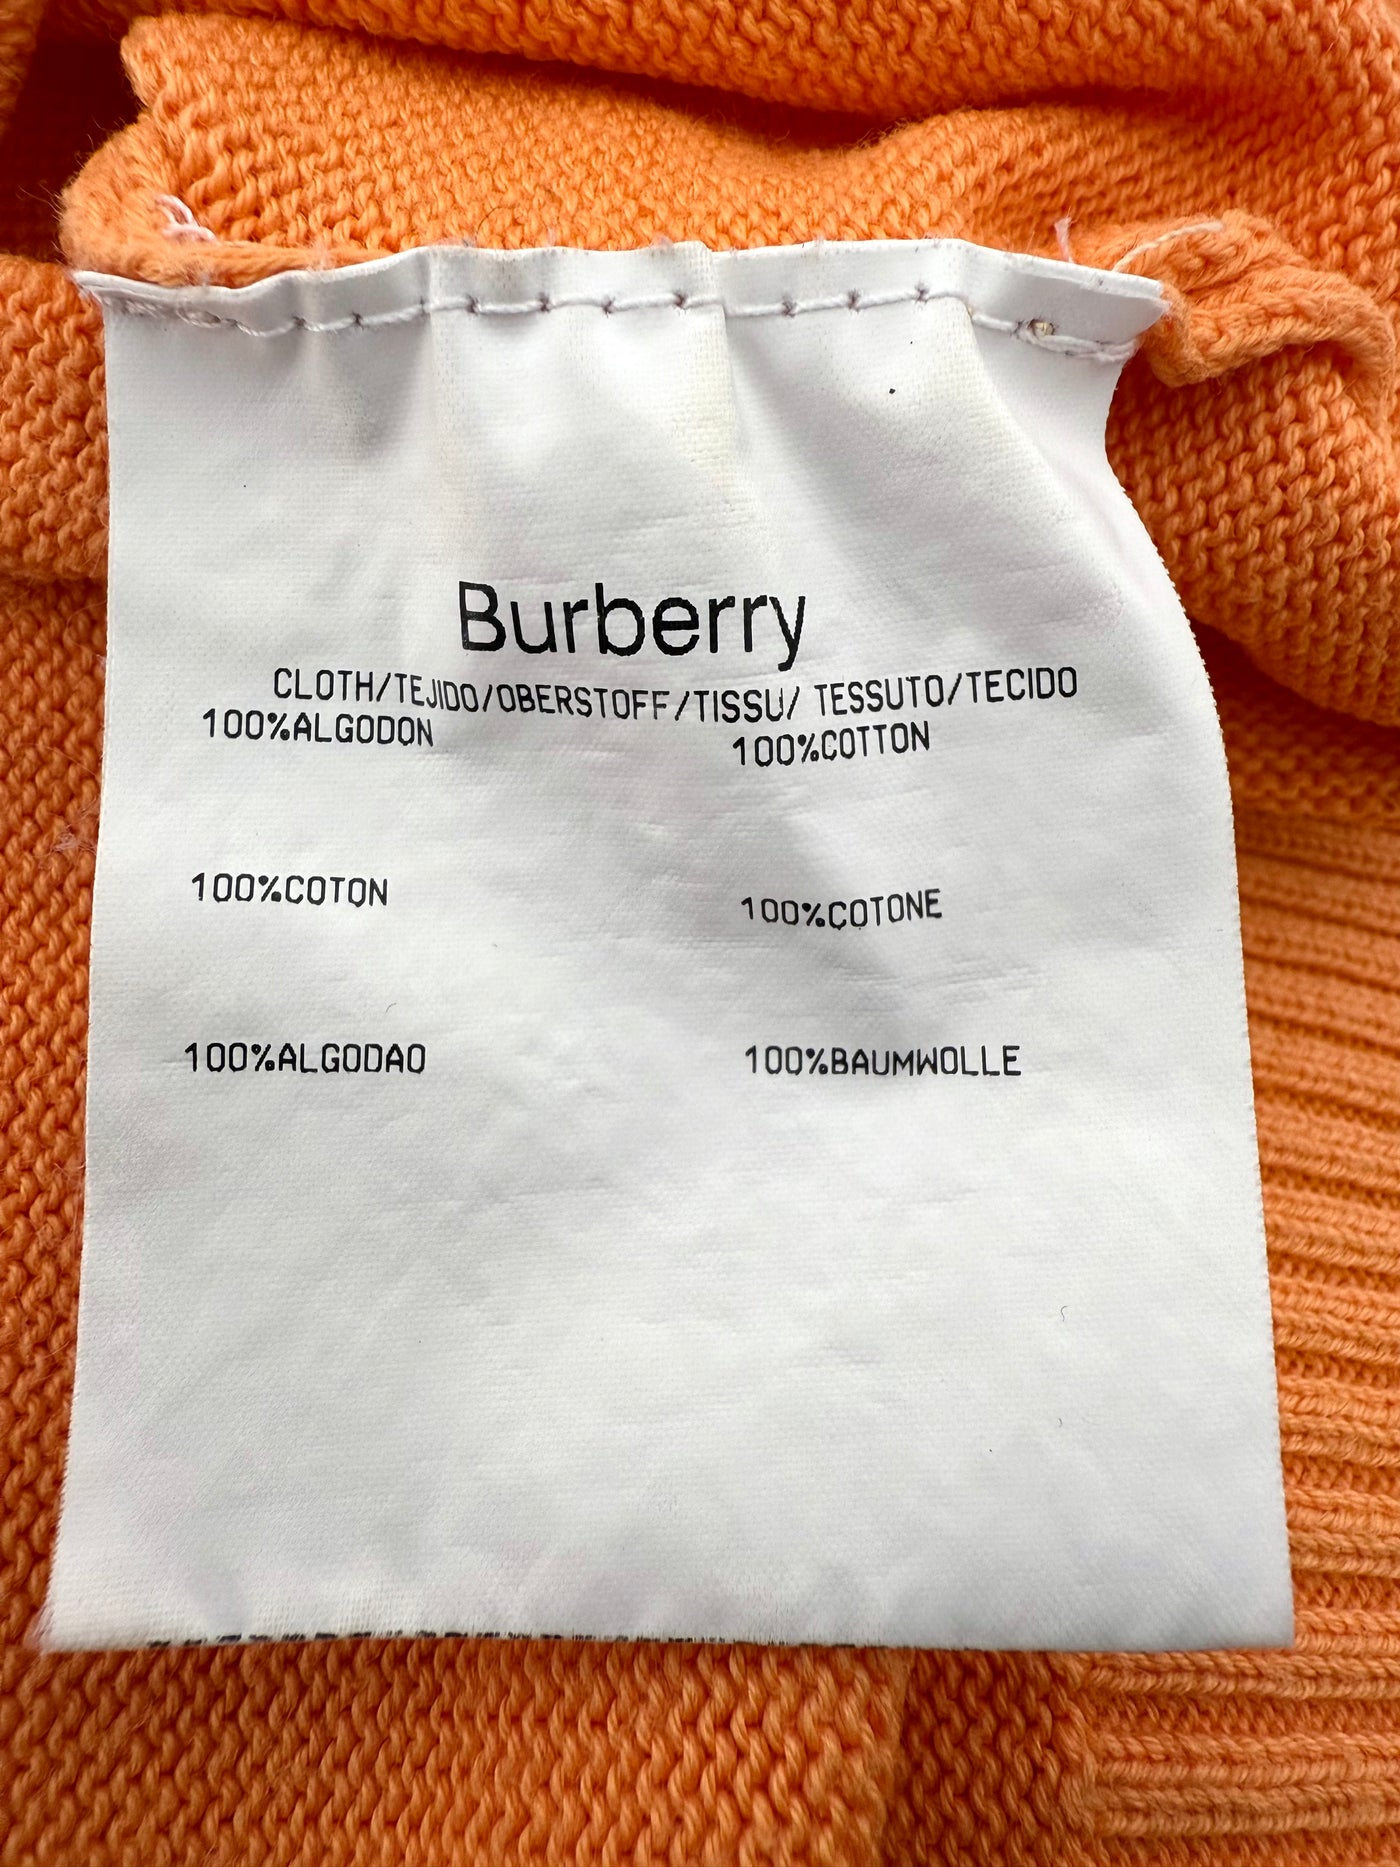 Burberry
CLOTH/TEJIDO/OBERSTOFF/TISSU/ TESSUTO/TECIDO
100%ALGODON 100%COTTON
100%COTON 100%COTONE
100%ALGODAO 100%BAUMWOLLE